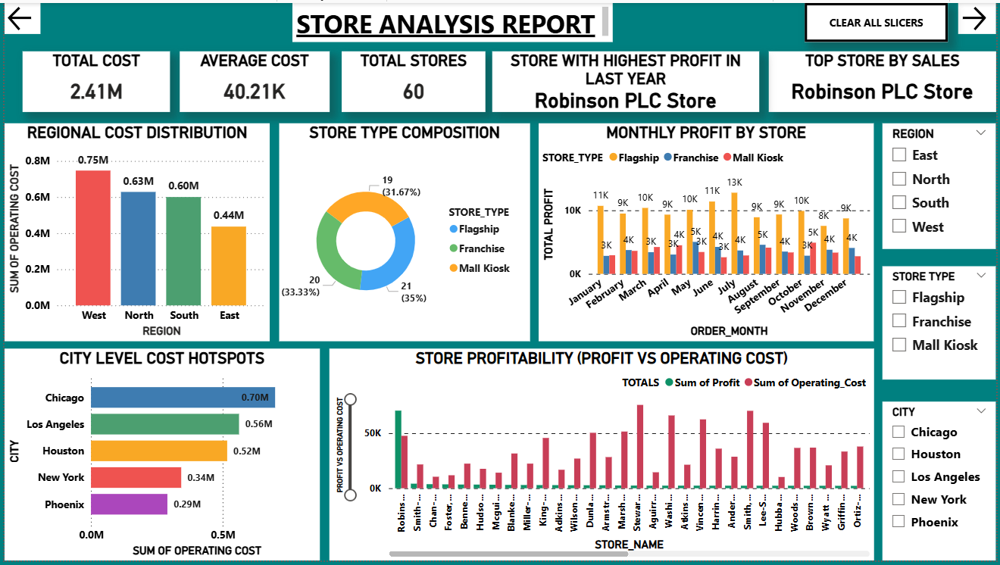 STORE ANALYSIS REPORT
CLEAR ALL SLICERS
TOTAL COST
2.41M
AVERAGE COST
40.21K
TOTAL STORES
60
STORE WITH HIGHEST PROFIT IN
LAST YEAR
Robinson PLC Store
TOP STORE BY SALES
Robinson PLC Store
REGIONAL COST DISTRIBUTION
SUM OF OPERATING COST
0.8M
0.6M
0.4M
0.2M
0.0M
0.75M
0.63M
0.60M
0.44M
West
North
South
East
REGION
STORE TYPE COMPOSITION
19
(31.67%)
20
(33.33%)
21
(35%)
STORE_TYPE
Flagship
Franchise
Mall Kiosk
MONTHLY PROFIT BY STORE
STORE_TYPE Flagship Franchise Mall Kiosk
TOTAL PROFIT
10K
0K
11K
3K
9K
4K
10K
3K
9K
3K
4K
10K
5K
3K
11K
4K
3K
13K
4K
9K
5K
9K
4K
10K
3K
5K
8K
4K
9K
4K
January
February
March
April
May
June
July
August
September
October
November
December
ORDER_MONTH
REGION
East
North
South
West
STORE TYPE
Flagship
Franchise
Mall Kiosk
CITY LEVEL COST HOTSPOTS
CITY
Chicago 0.70M
Los Angeles 0.56M
Houston 0.52M
New York 0.34M
Phoenix 0.29M
0.0M 0.5M
SUM OF OPERATING COST
STORE PROFITABILITY (PROFIT VS OPERATING COST)
TOTALS Sum of Profit Sum of Operating_Cost
PROFIT VS OPERATING COST
50K
0K
Robins...
Smith-...
Chan-...
Foster,...
Benne...
Hudso...
Mcgui...
Blanke...
Miller-...
King-...
Adkins...
Wilson...
Dunla...
Armstr...
Marsh...
Stewar...
Aguirr...
Washi...
Atkins...
Vincen...
Harrin...
Ander...
Smith,...
Lee-S...
Hubba...
Woods...
Brown...
Wyatt ...
Griffin...
Ortiz-...
STORE_NAME
CITY
Chicago
Houston
Los Angeles
New York
Phoenix